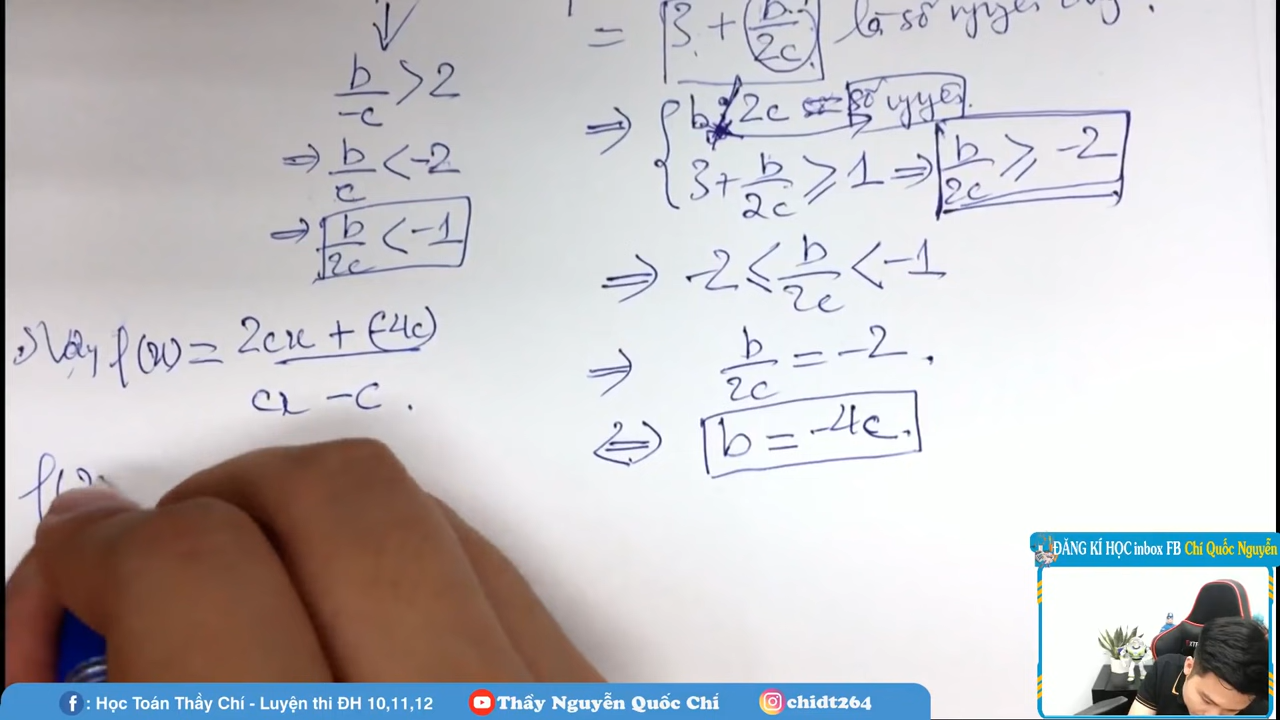 b/-c > 2
⇒ b/c < -2
⇒ b/2c < -1
Vậy f(x) = (2cx + (-4c))/(cx - c).
= 3 + b/2c là số nguyên
⇒ { b ⋮ 2c = số nguyên.
3 + b/2c ⩾ 1 ⇒ b/2c ⩾ -2
⇒ -2 ⩽ b/2c < -1
⇒ b/2c = -2.
⇔ b = -4c.
ĐĂNG KÍ HỌC inbox FB Chí Quốc Nguyễn
: Học Toán Thầy Chí - Luyện thi ĐH 10,11,12
Thầy Nguyễn Quốc Chí
chidt264